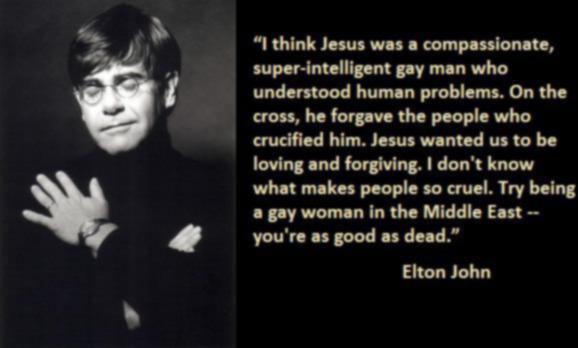 “I think Jesus was a compassionate,
super-intelligent gay man who
understood human problems. On the
cross, he forgave the people who
crucified him. Jesus wanted us to be
loving and forgiving. I don't know
what makes people so cruel. Try being
a gay woman in the Middle East --
you're as good as dead.”
Elton John